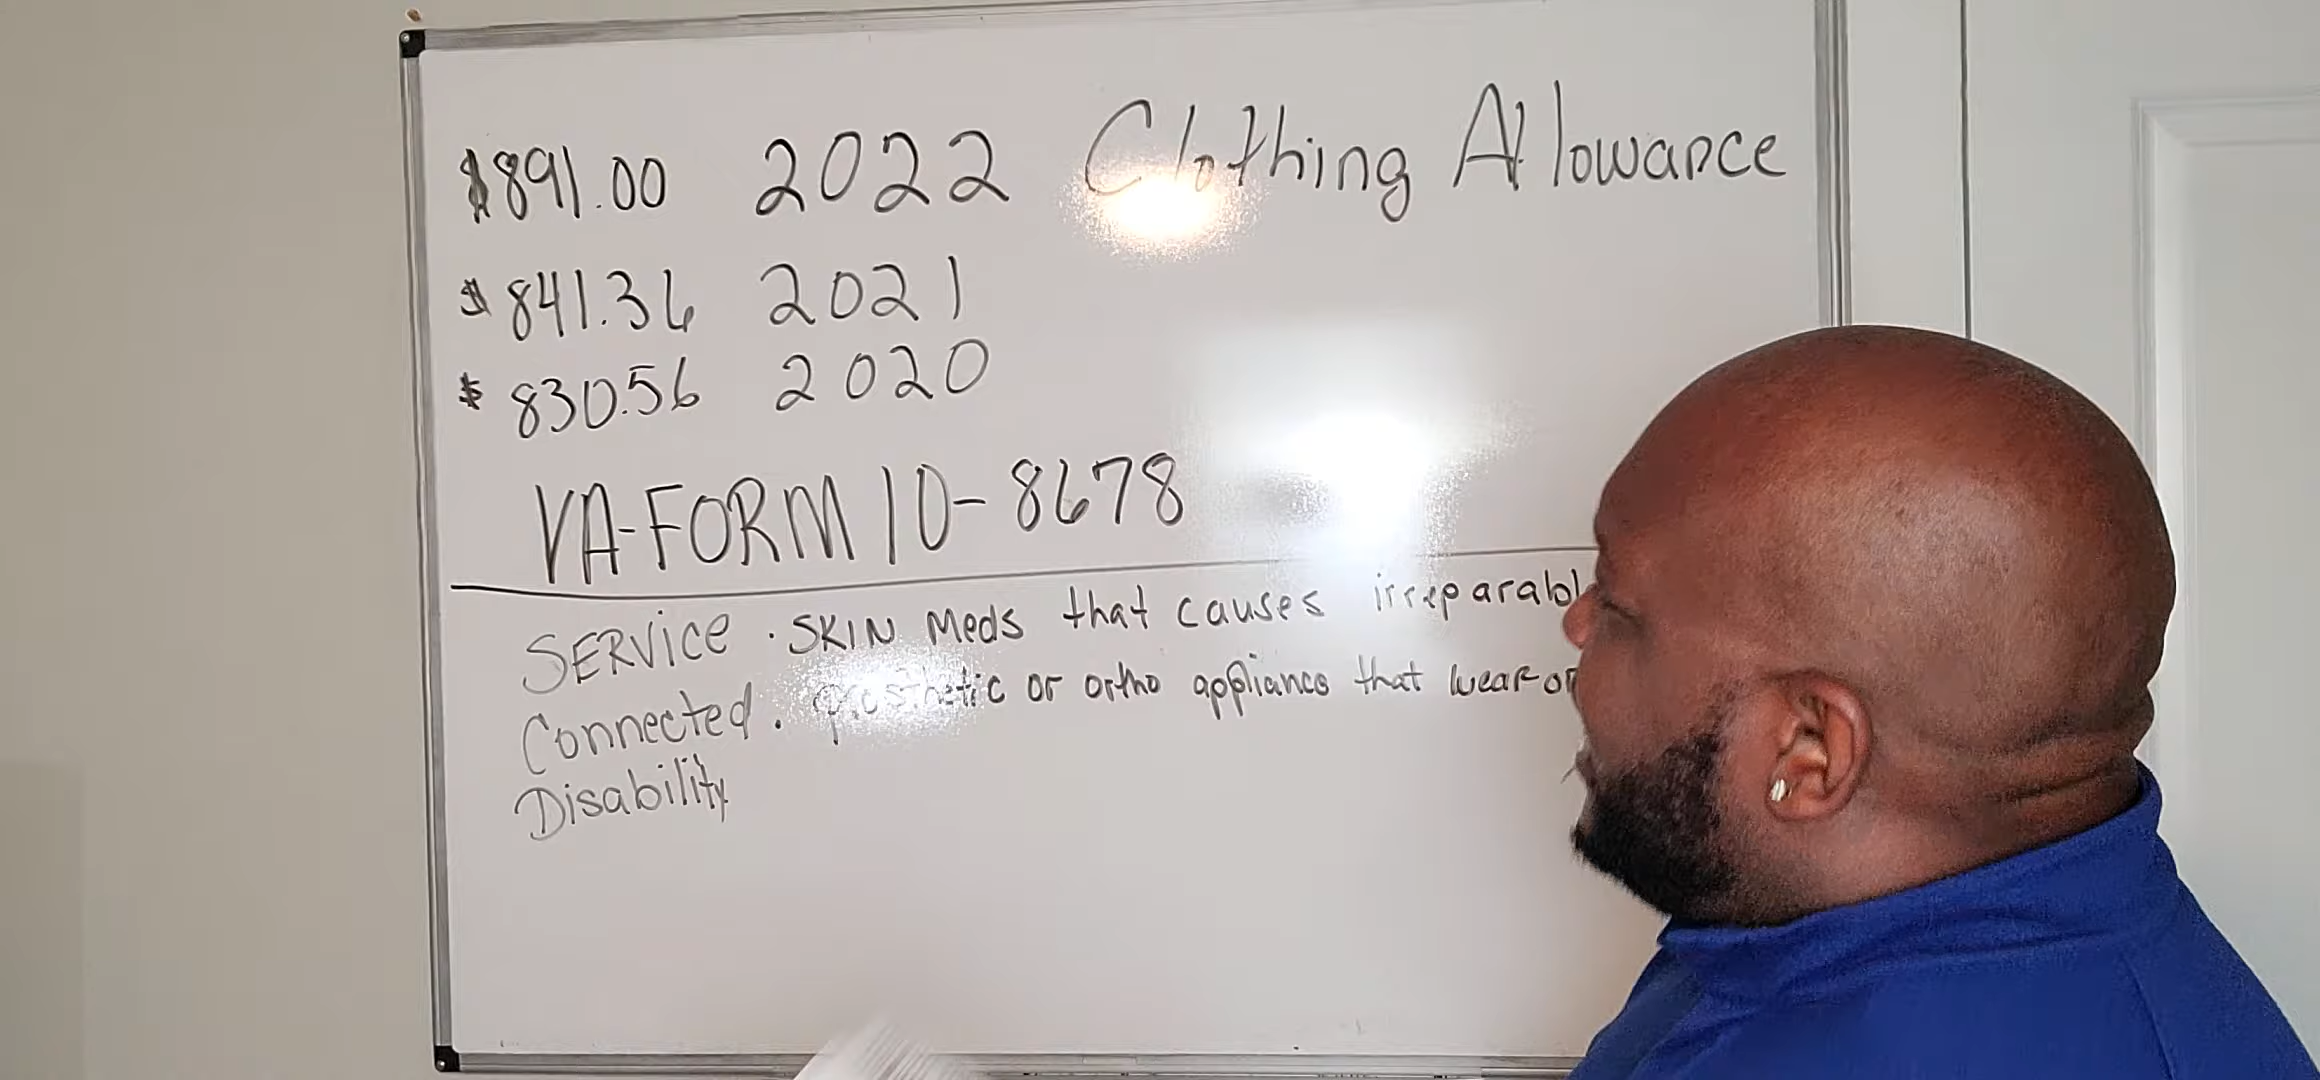 $891.00 2022 Clothing Allowance
$841.36 2021
$830.56 2020
VA-FORM 10-8678
SERVICE · SKIN Meds that causes irreparabl
Connected · prosthetic or ortho appliance that wear or
Disability